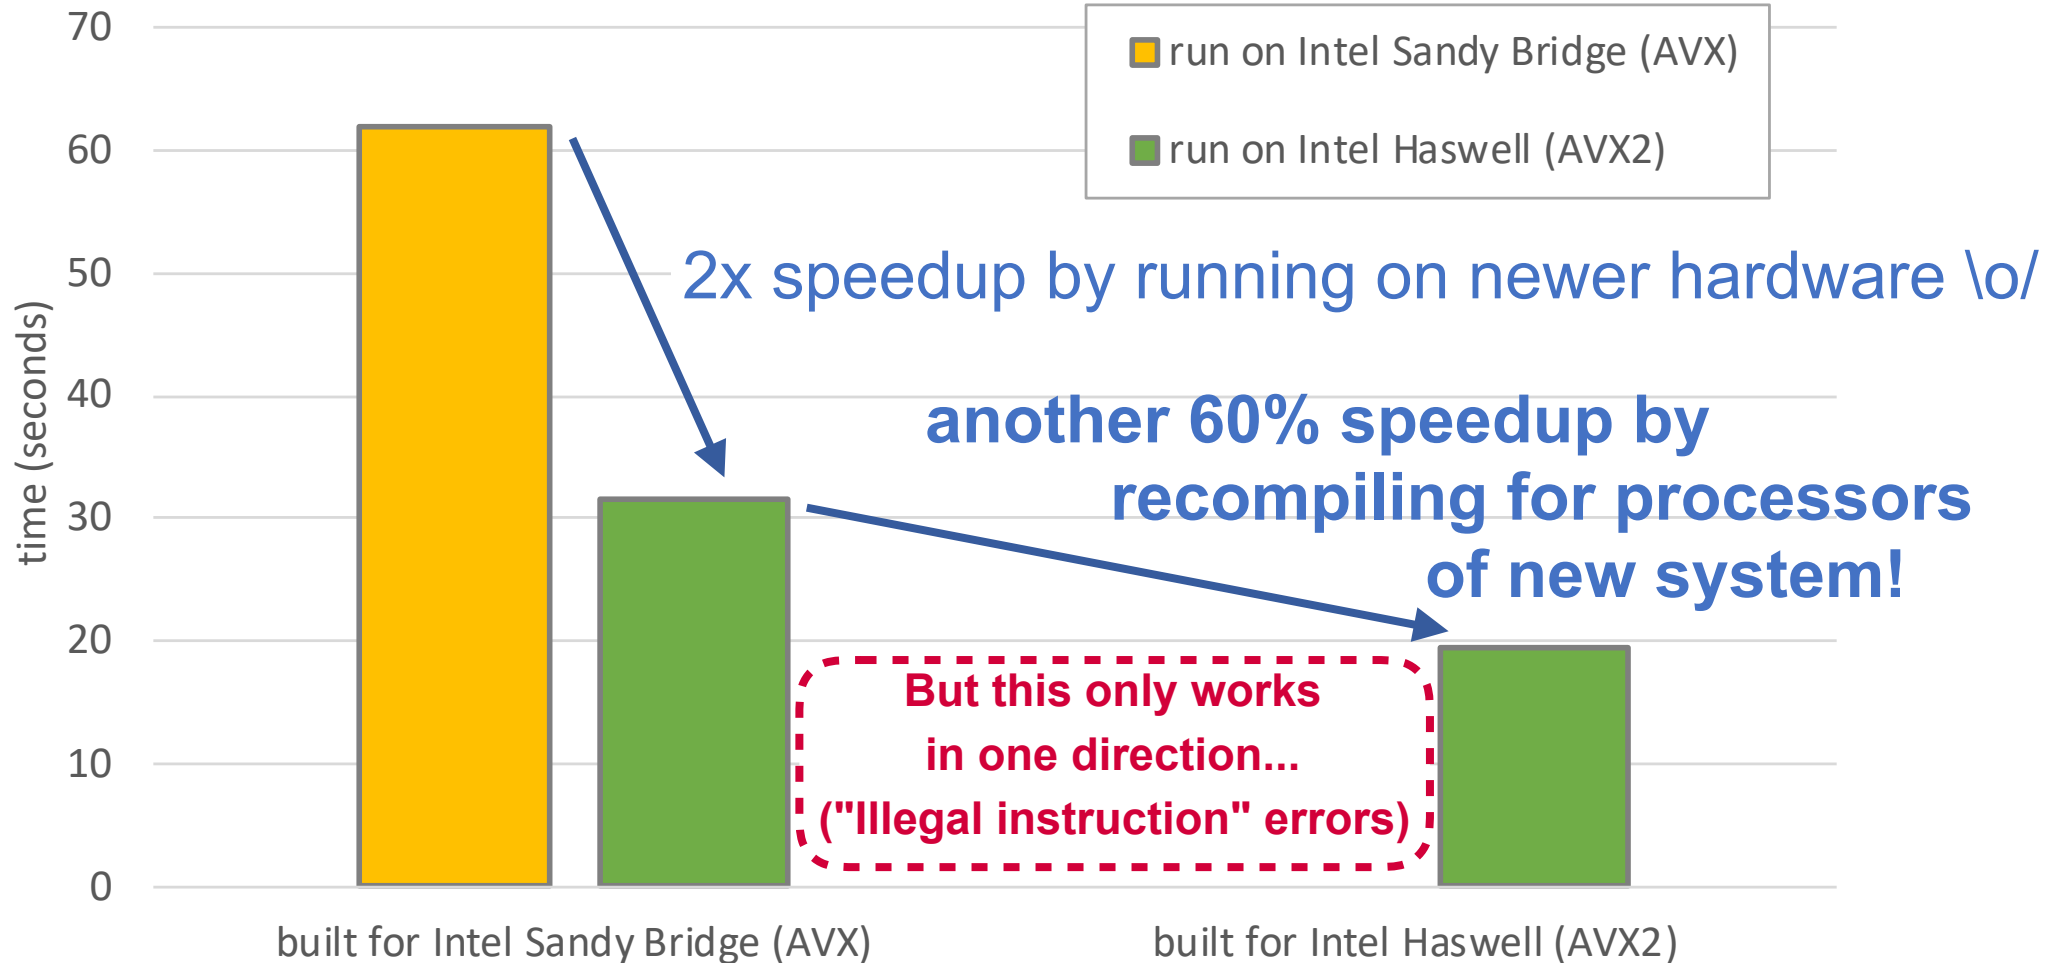 70
run on Intel Sandy Bridge (AVX)
60
run on Intel Haswell (AVX2)
50
2x speedup by running on newer hardware \o/
time (seconds)
40
another 60% speedup by
recompiling for processors
30
of new system!
20
But this only works
in one direction...
10
("Illegal instruction" errors)
0
built for Intel Sandy Bridge (AVX)
built for Intel Haswell (AVX2)